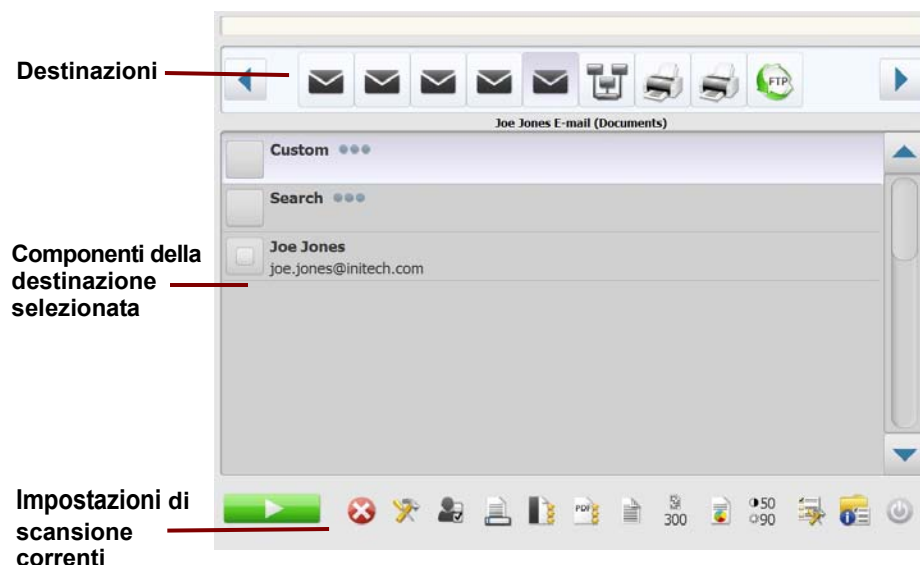 Destinazioni
FTP
Joe Jones E-mail (Documents)
Custom
Search
Componenti della
destinazione
selezionata
Joe Jones
joe.jones@initech.com
Impostazioni di
scansione
correnti
PDF
300
50
90